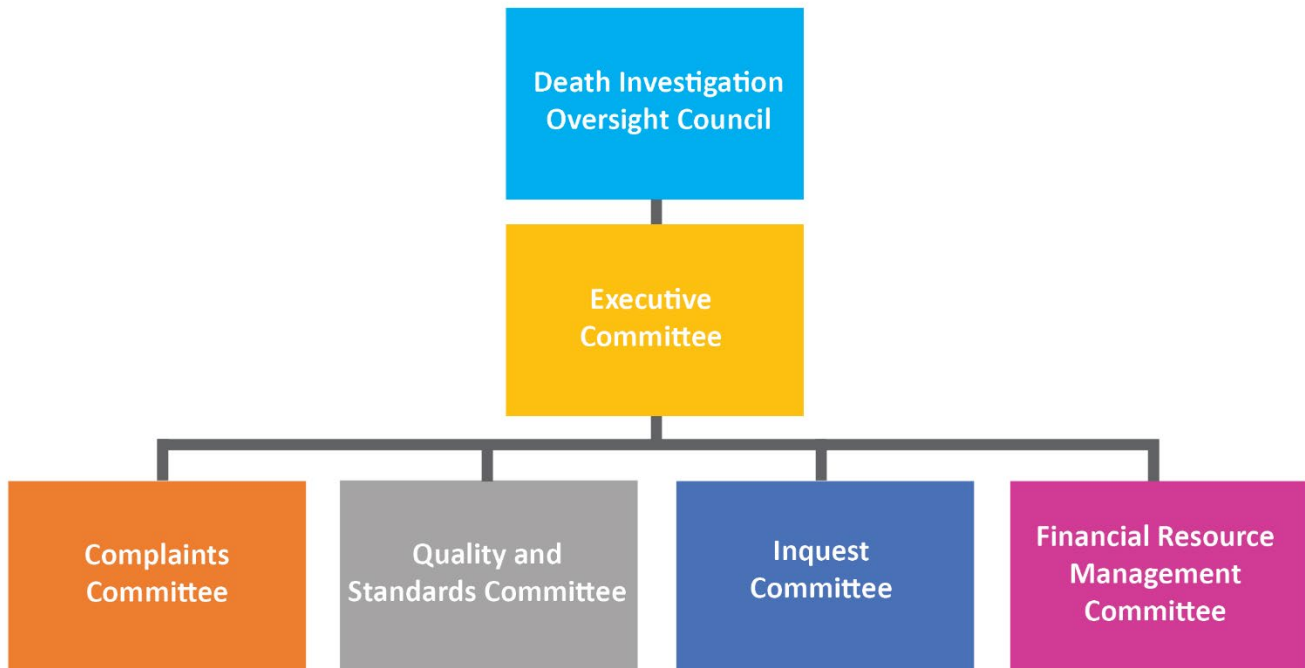 Death Investigation
Oversight Council
Executive
Committee
Complaints
Committee
Quality and
Standards Committee
Inquest
Committee
Financial Resource
Management
Committee